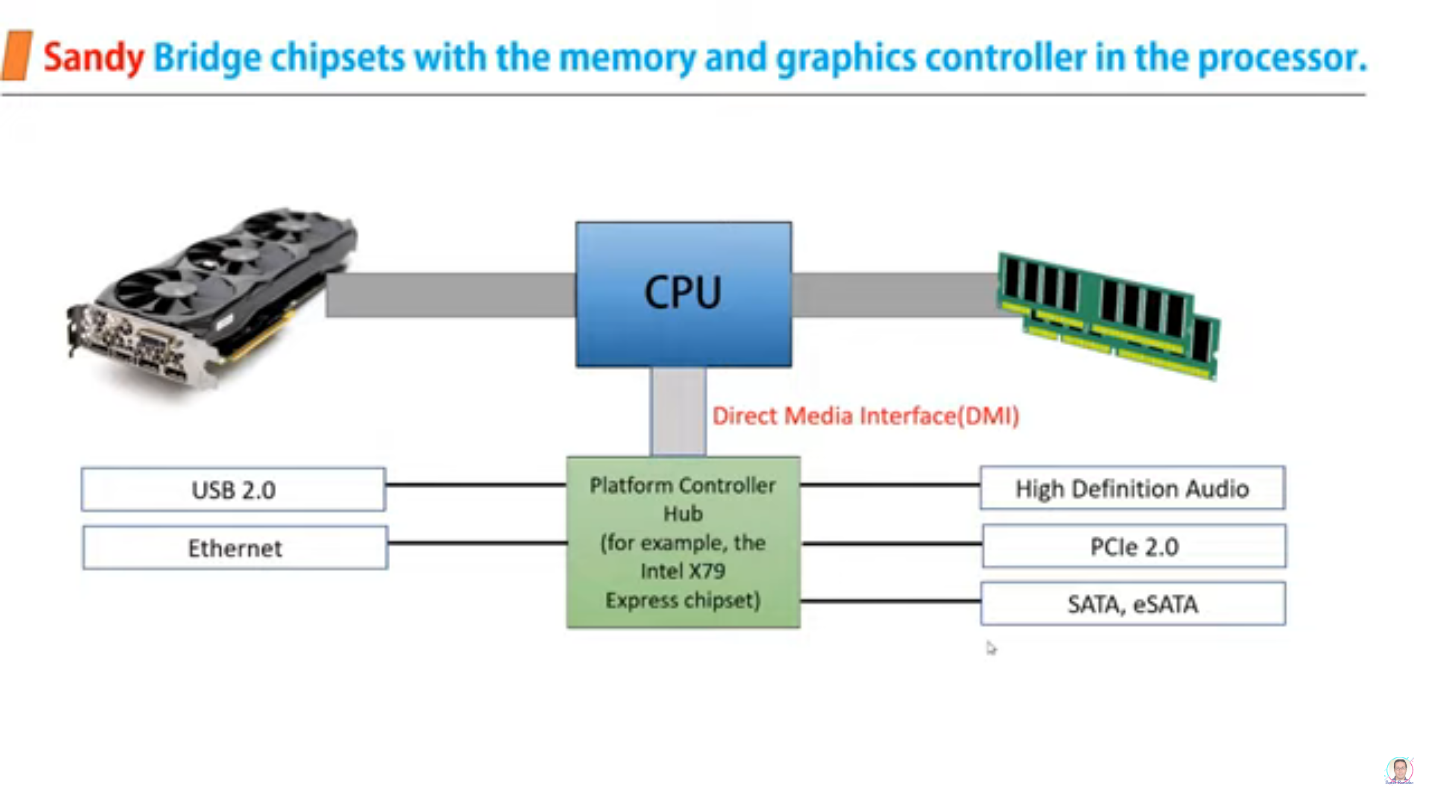 Sandy Bridge chipsets with the memory and graphics controller in the processor.
CPU
Direct Media Interface(DMI)
USB 2.0
Ethernet
Platform Controller
Hub
(for example, the
Intel X79
Express chipset)
High Definition Audio
PCIe 2.0
SATA, eSATA